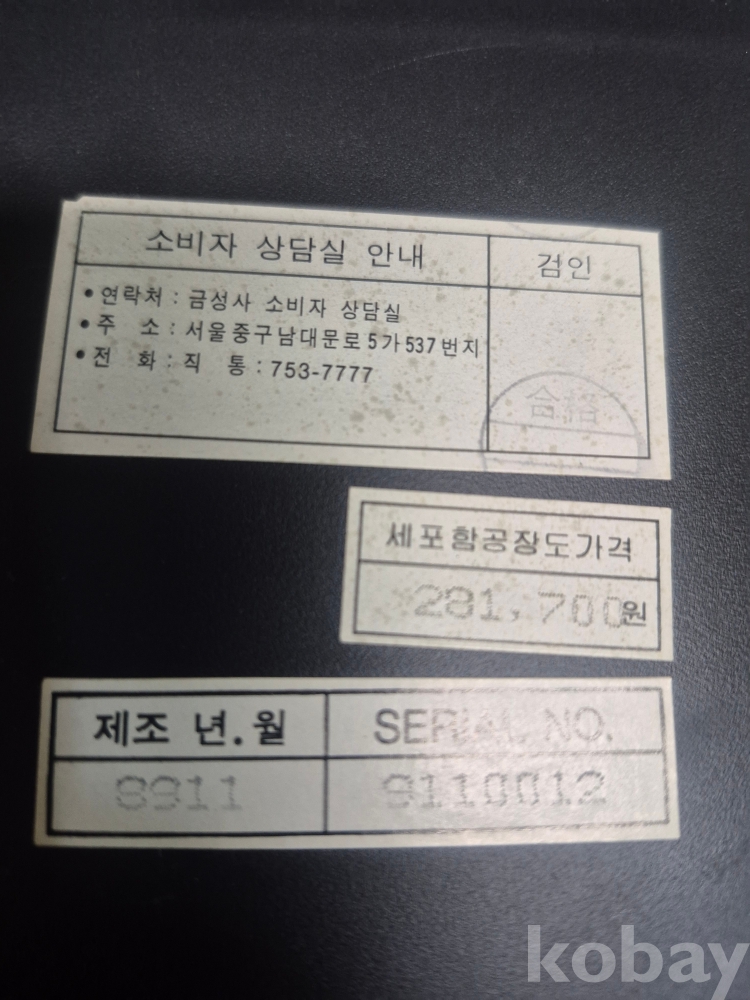 소비자 상담실 안내
검인
• 연락처 : 금성사 소비자 상담실
• 주 소 : 서울중구남대문로5가537번지
• 전 화 : 직 통 : 753-7777
合格
세포함공장도가격
281,700원
제조 년.월
SERIAL NO.
8911
9110012
kobay